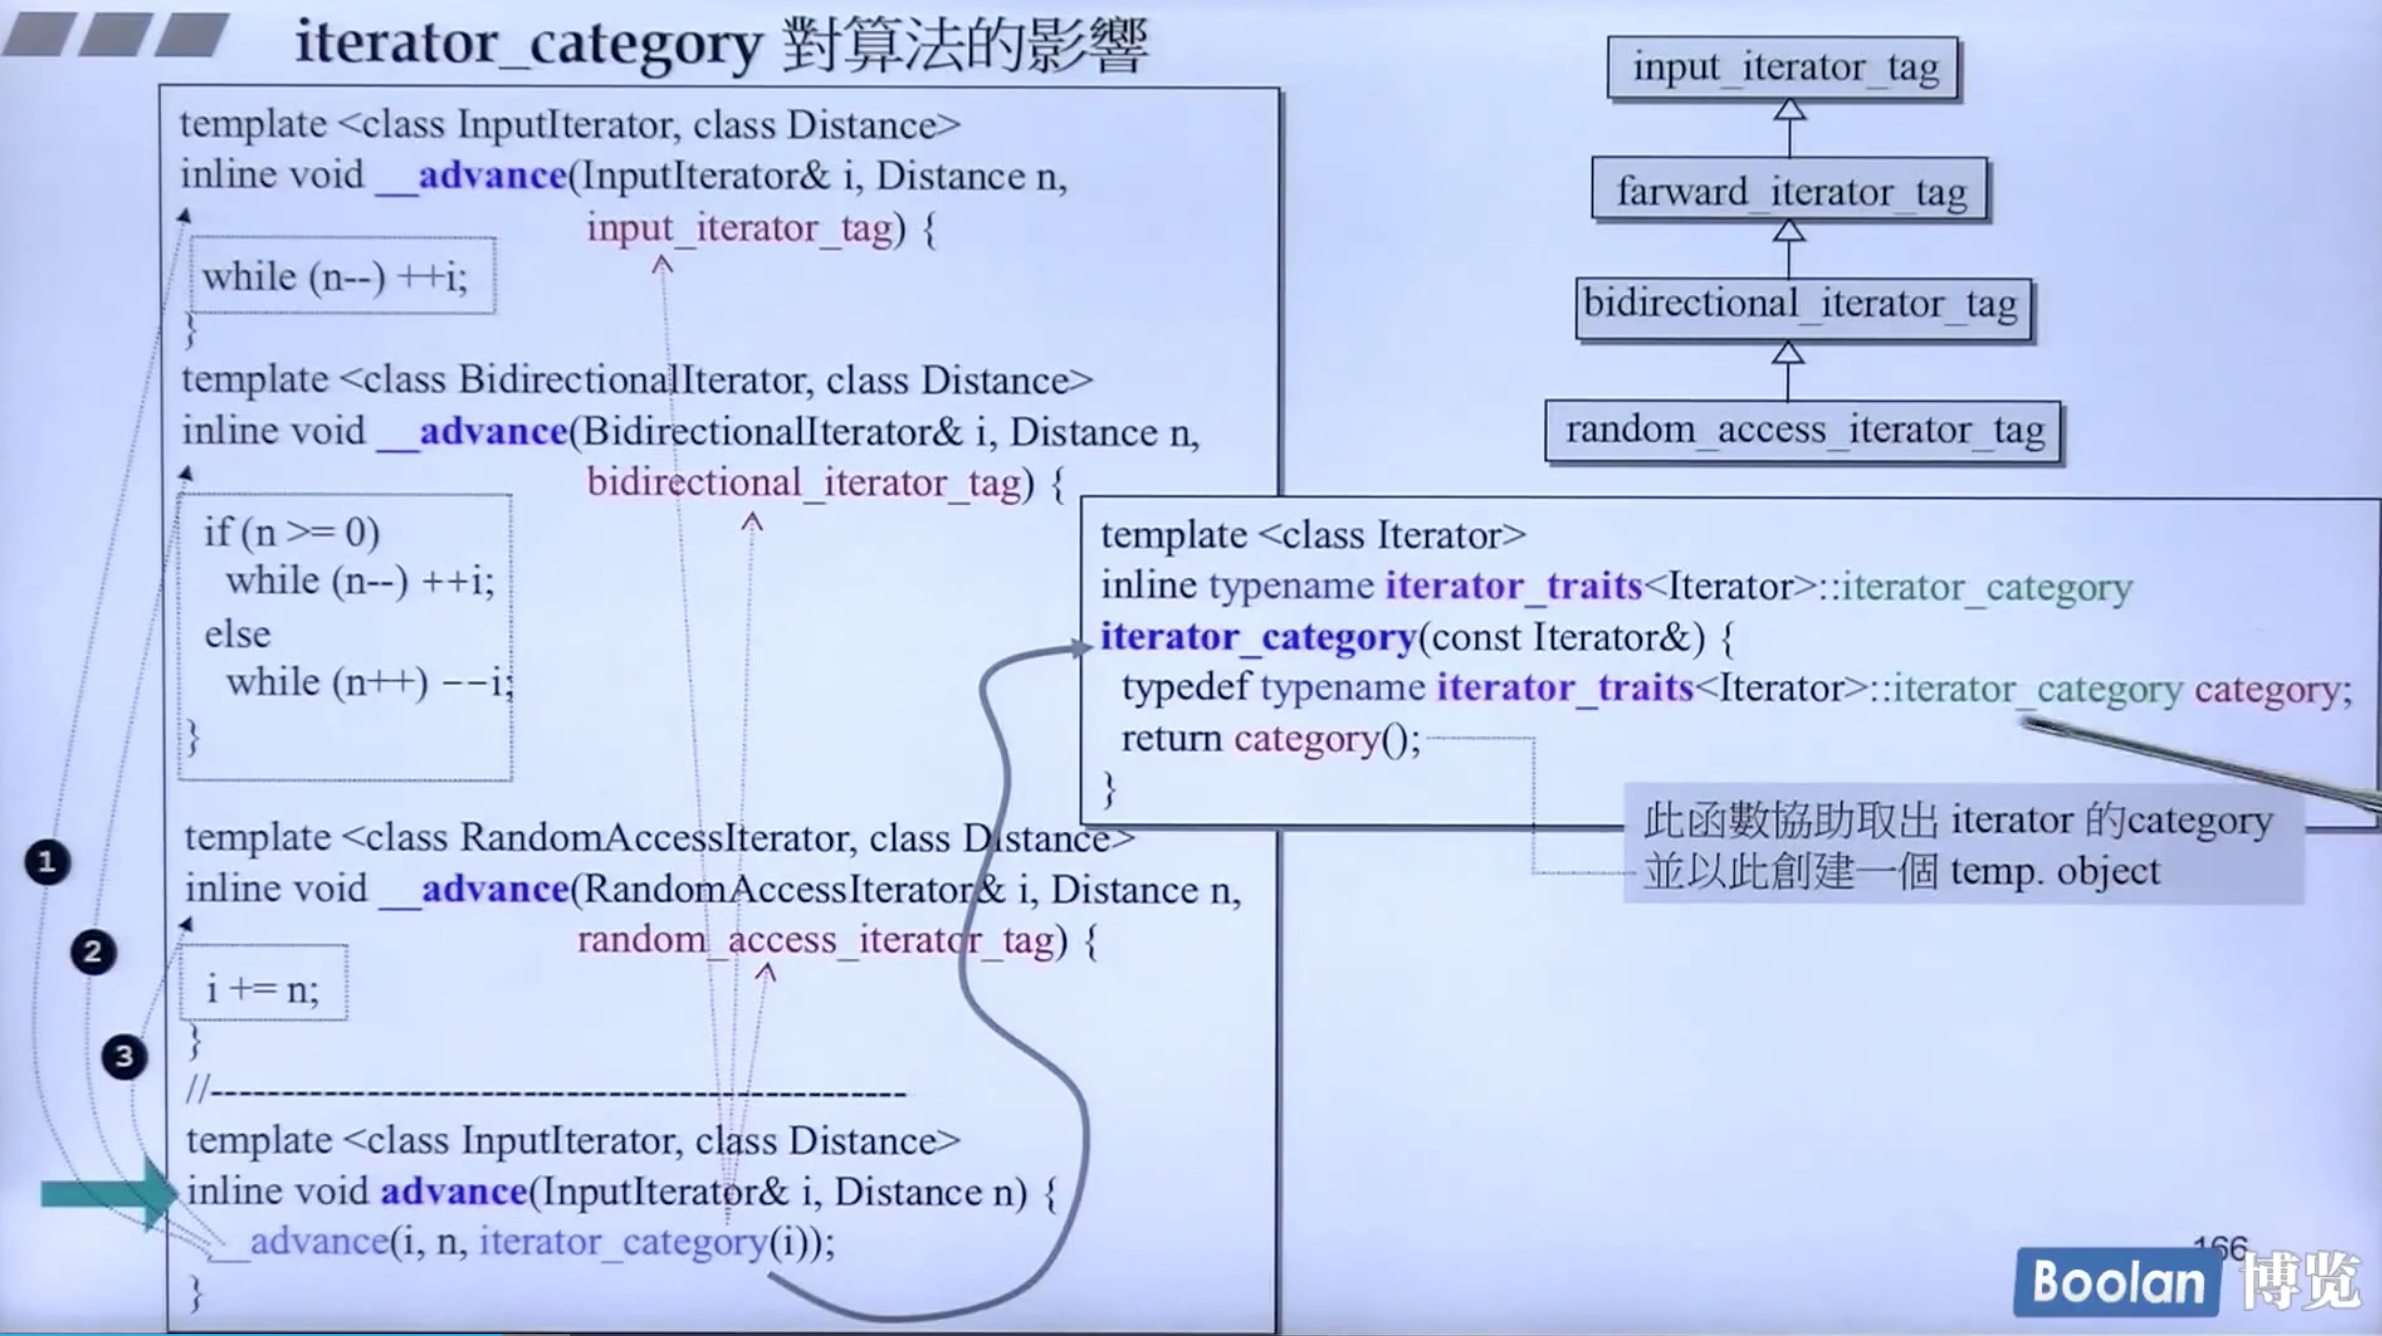 iterator_category 對算法的影響
template <class InputIterator, class Distance>
inline void __advance(InputIterator& i, Distance n,
input_iterator_tag) {
while (n--) ++i;
}
template <class BidirectionalIterator, class Distance>
inline void __advance(BidirectionalIterator& i, Distance n,
bidirectional_iterator_tag) {
if (n >= 0)
while (n--) ++i;
else
while (n++) --i;
}
template <class RandomAccessIterator, class Distance>
inline void __advance(RandomAccessIterator& i, Distance n,
random_access_iterator_tag) {
i += n;
}
//----------------------------------------------
template <class InputIterator, class Distance>
inline void advance(InputIterator& i, Distance n) {
__advance(i, n, iterator_category(i));
}
1
2
3
input_iterator_tag
farward_iterator_tag
bidirectional_iterator_tag
random_access_iterator_tag
template <class Iterator>
inline typename iterator_traits<Iterator>::iterator_category
iterator_category(const Iterator&) {
typedef typename iterator_traits<Iterator>::iterator_category category;
return category();
}
此函數協助取出 iterator 的category
並以此創建一個 temp. object
166
Boolan 博览